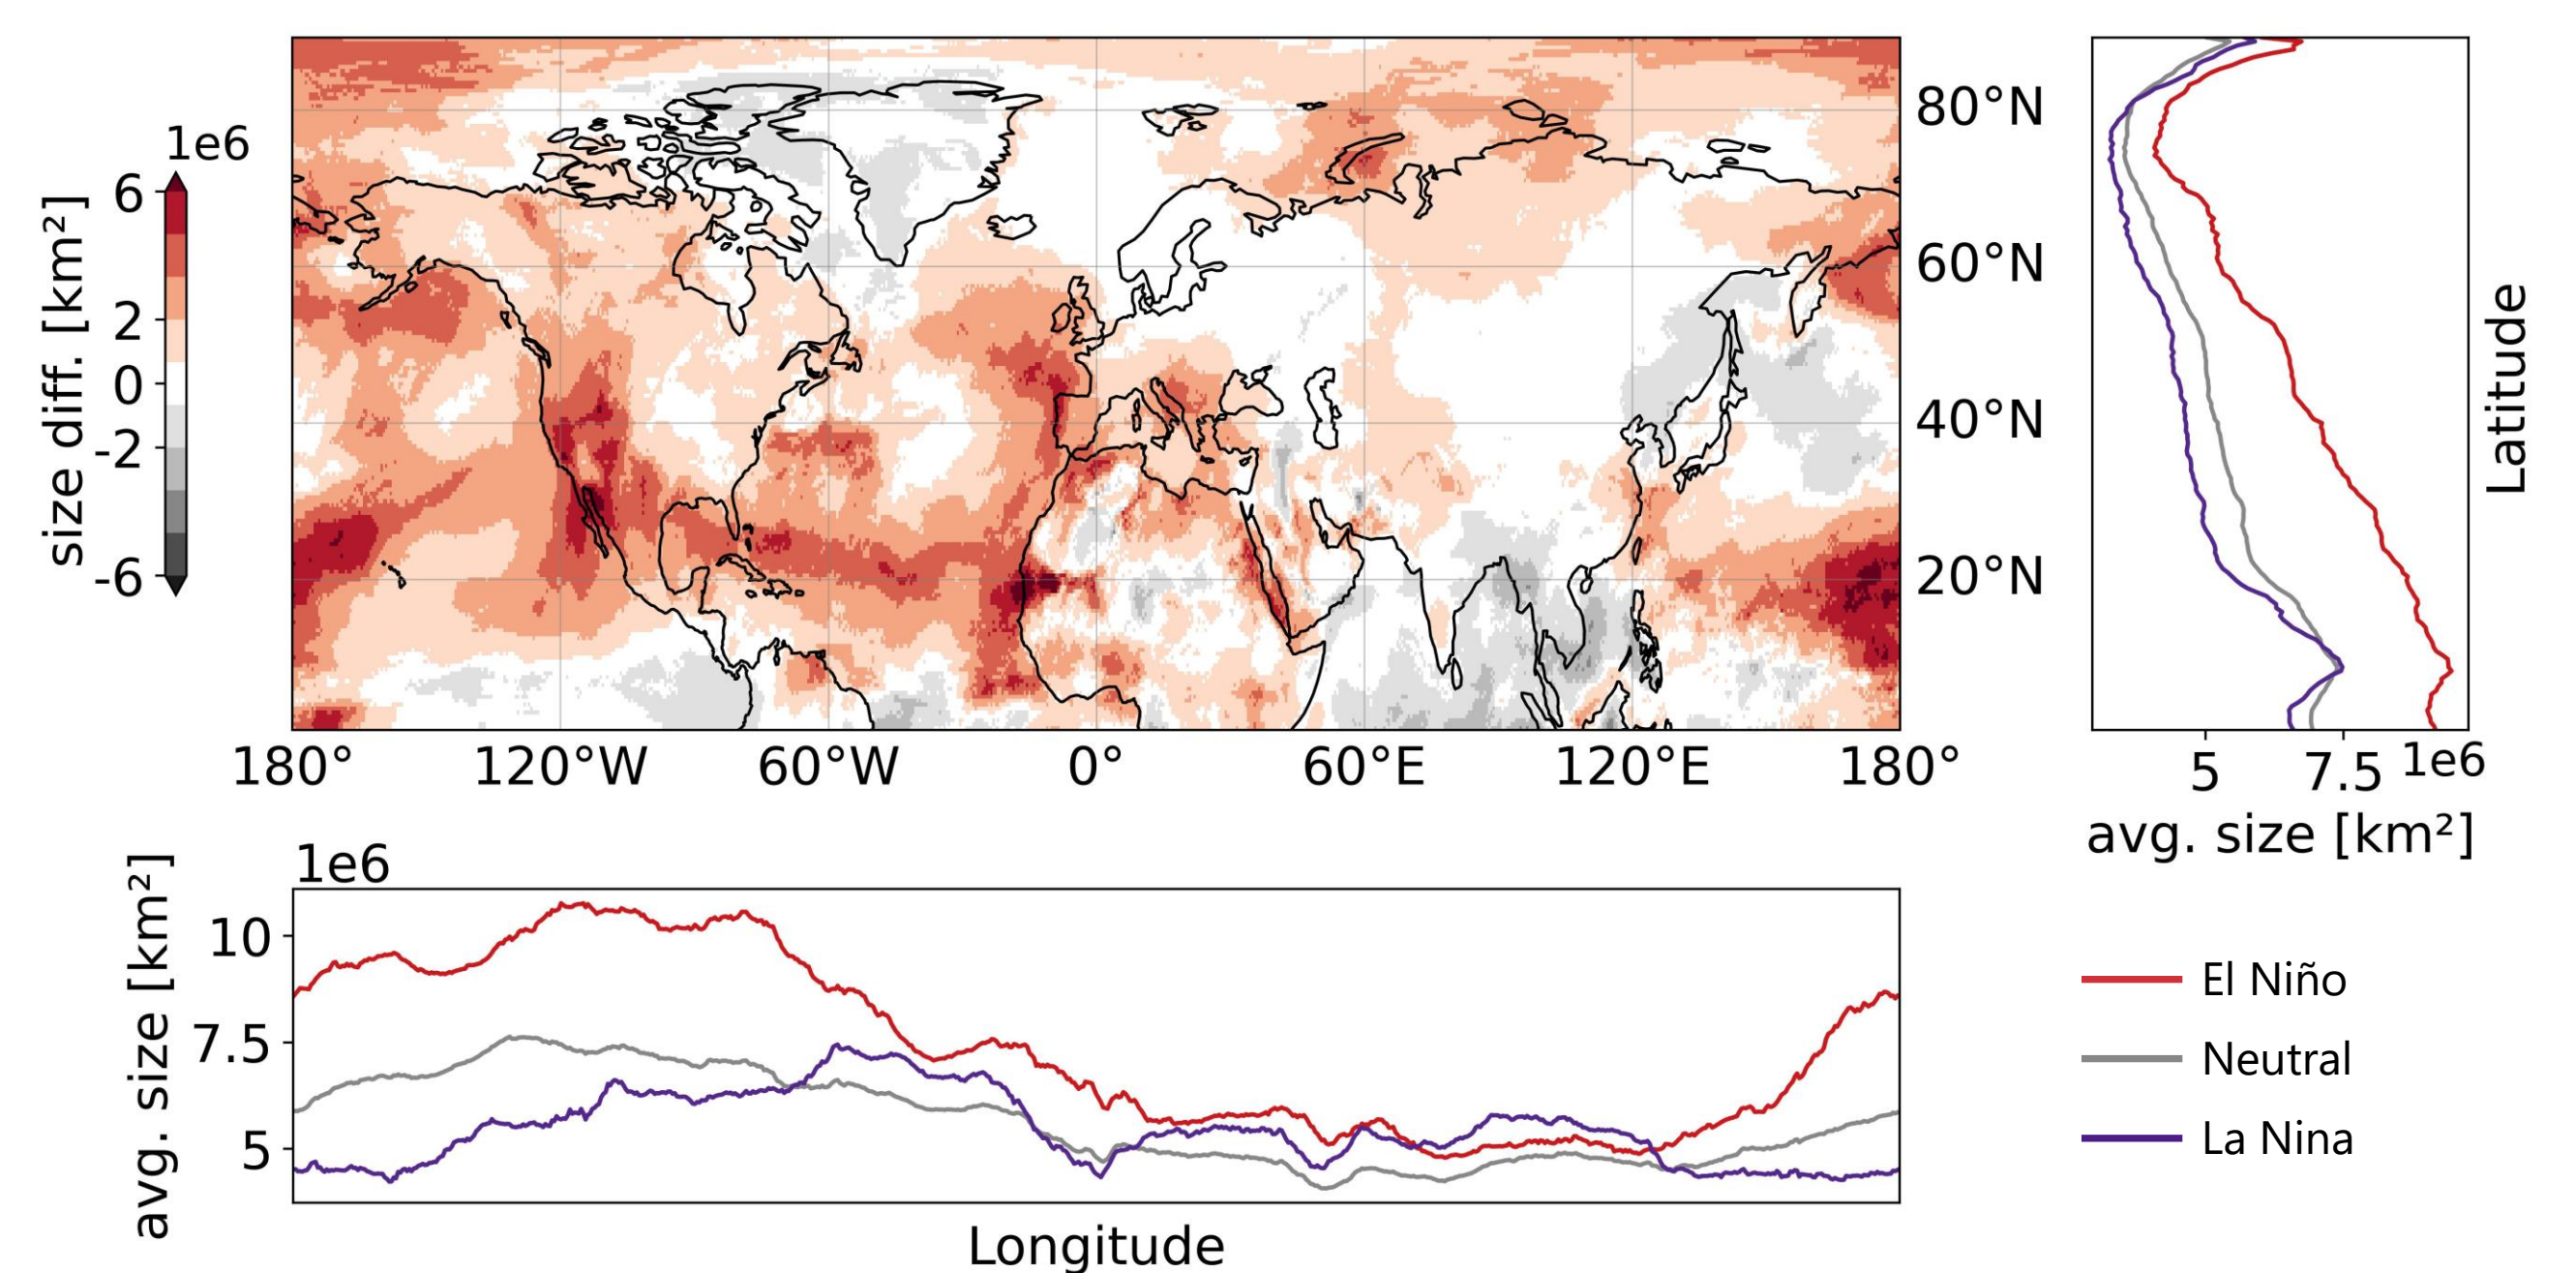 1e6
size diff. [km²]
6
2
0
-2
-6
80°N
60°N
40°N
20°N
180°
120°W
60°W
0°
60°E
120°E
180°
Latitude
5
7.5
1e6
avg. size [km²]
1e6
avg. size [km²]
10
7.5
5
Longitude
El Niño
Neutral
La Nina